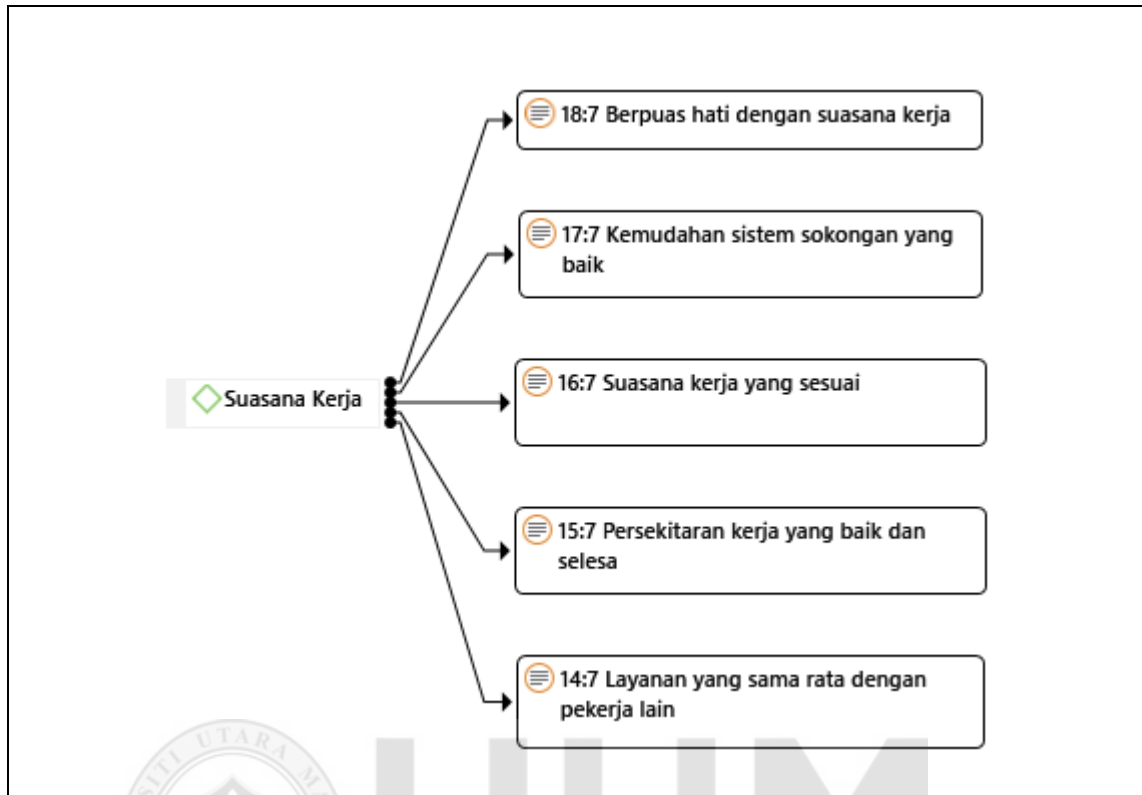 18:7 Berpuas hati dengan suasana kerja
17:7 Kemudahan sistem sokongan yang
baik
Suasana Kerja
16:7 Suasana kerja yang sesuai
15:7 Persekitaran kerja yang baik dan
selesa
14:7 Layanan yang sama rata dengan
pekerja lain
UTARA
UUM